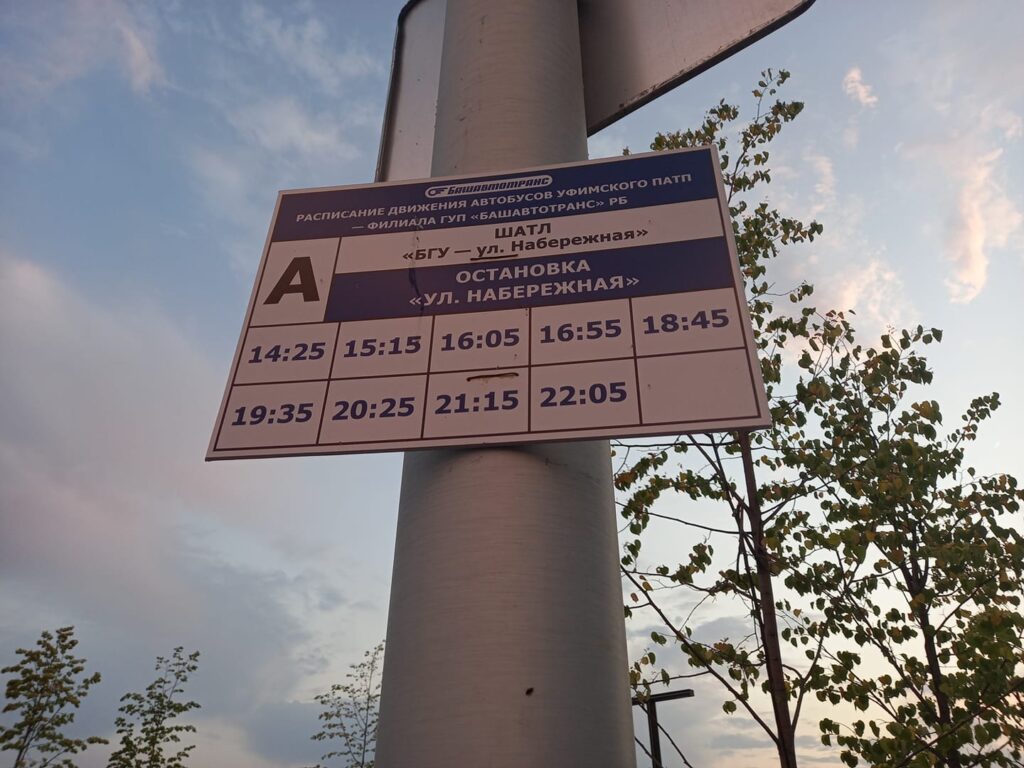 БАШАВТОТРАНС
РАСПИСАНИЕ ДВИЖЕНИЯ АВТОБУСОВ УФИМСКОГО ПАТП
— ФИЛИАЛА ГУП «БАШАВТОТРАНС» РБ
А
ШАТЛ
«БГУ — ул. Набережная»
ОСТАНОВКА
«УЛ. НАБЕРЕЖНАЯ»
14:25 15:15 16:05 16:55 18:45
19:35 20:25 21:15 22:05